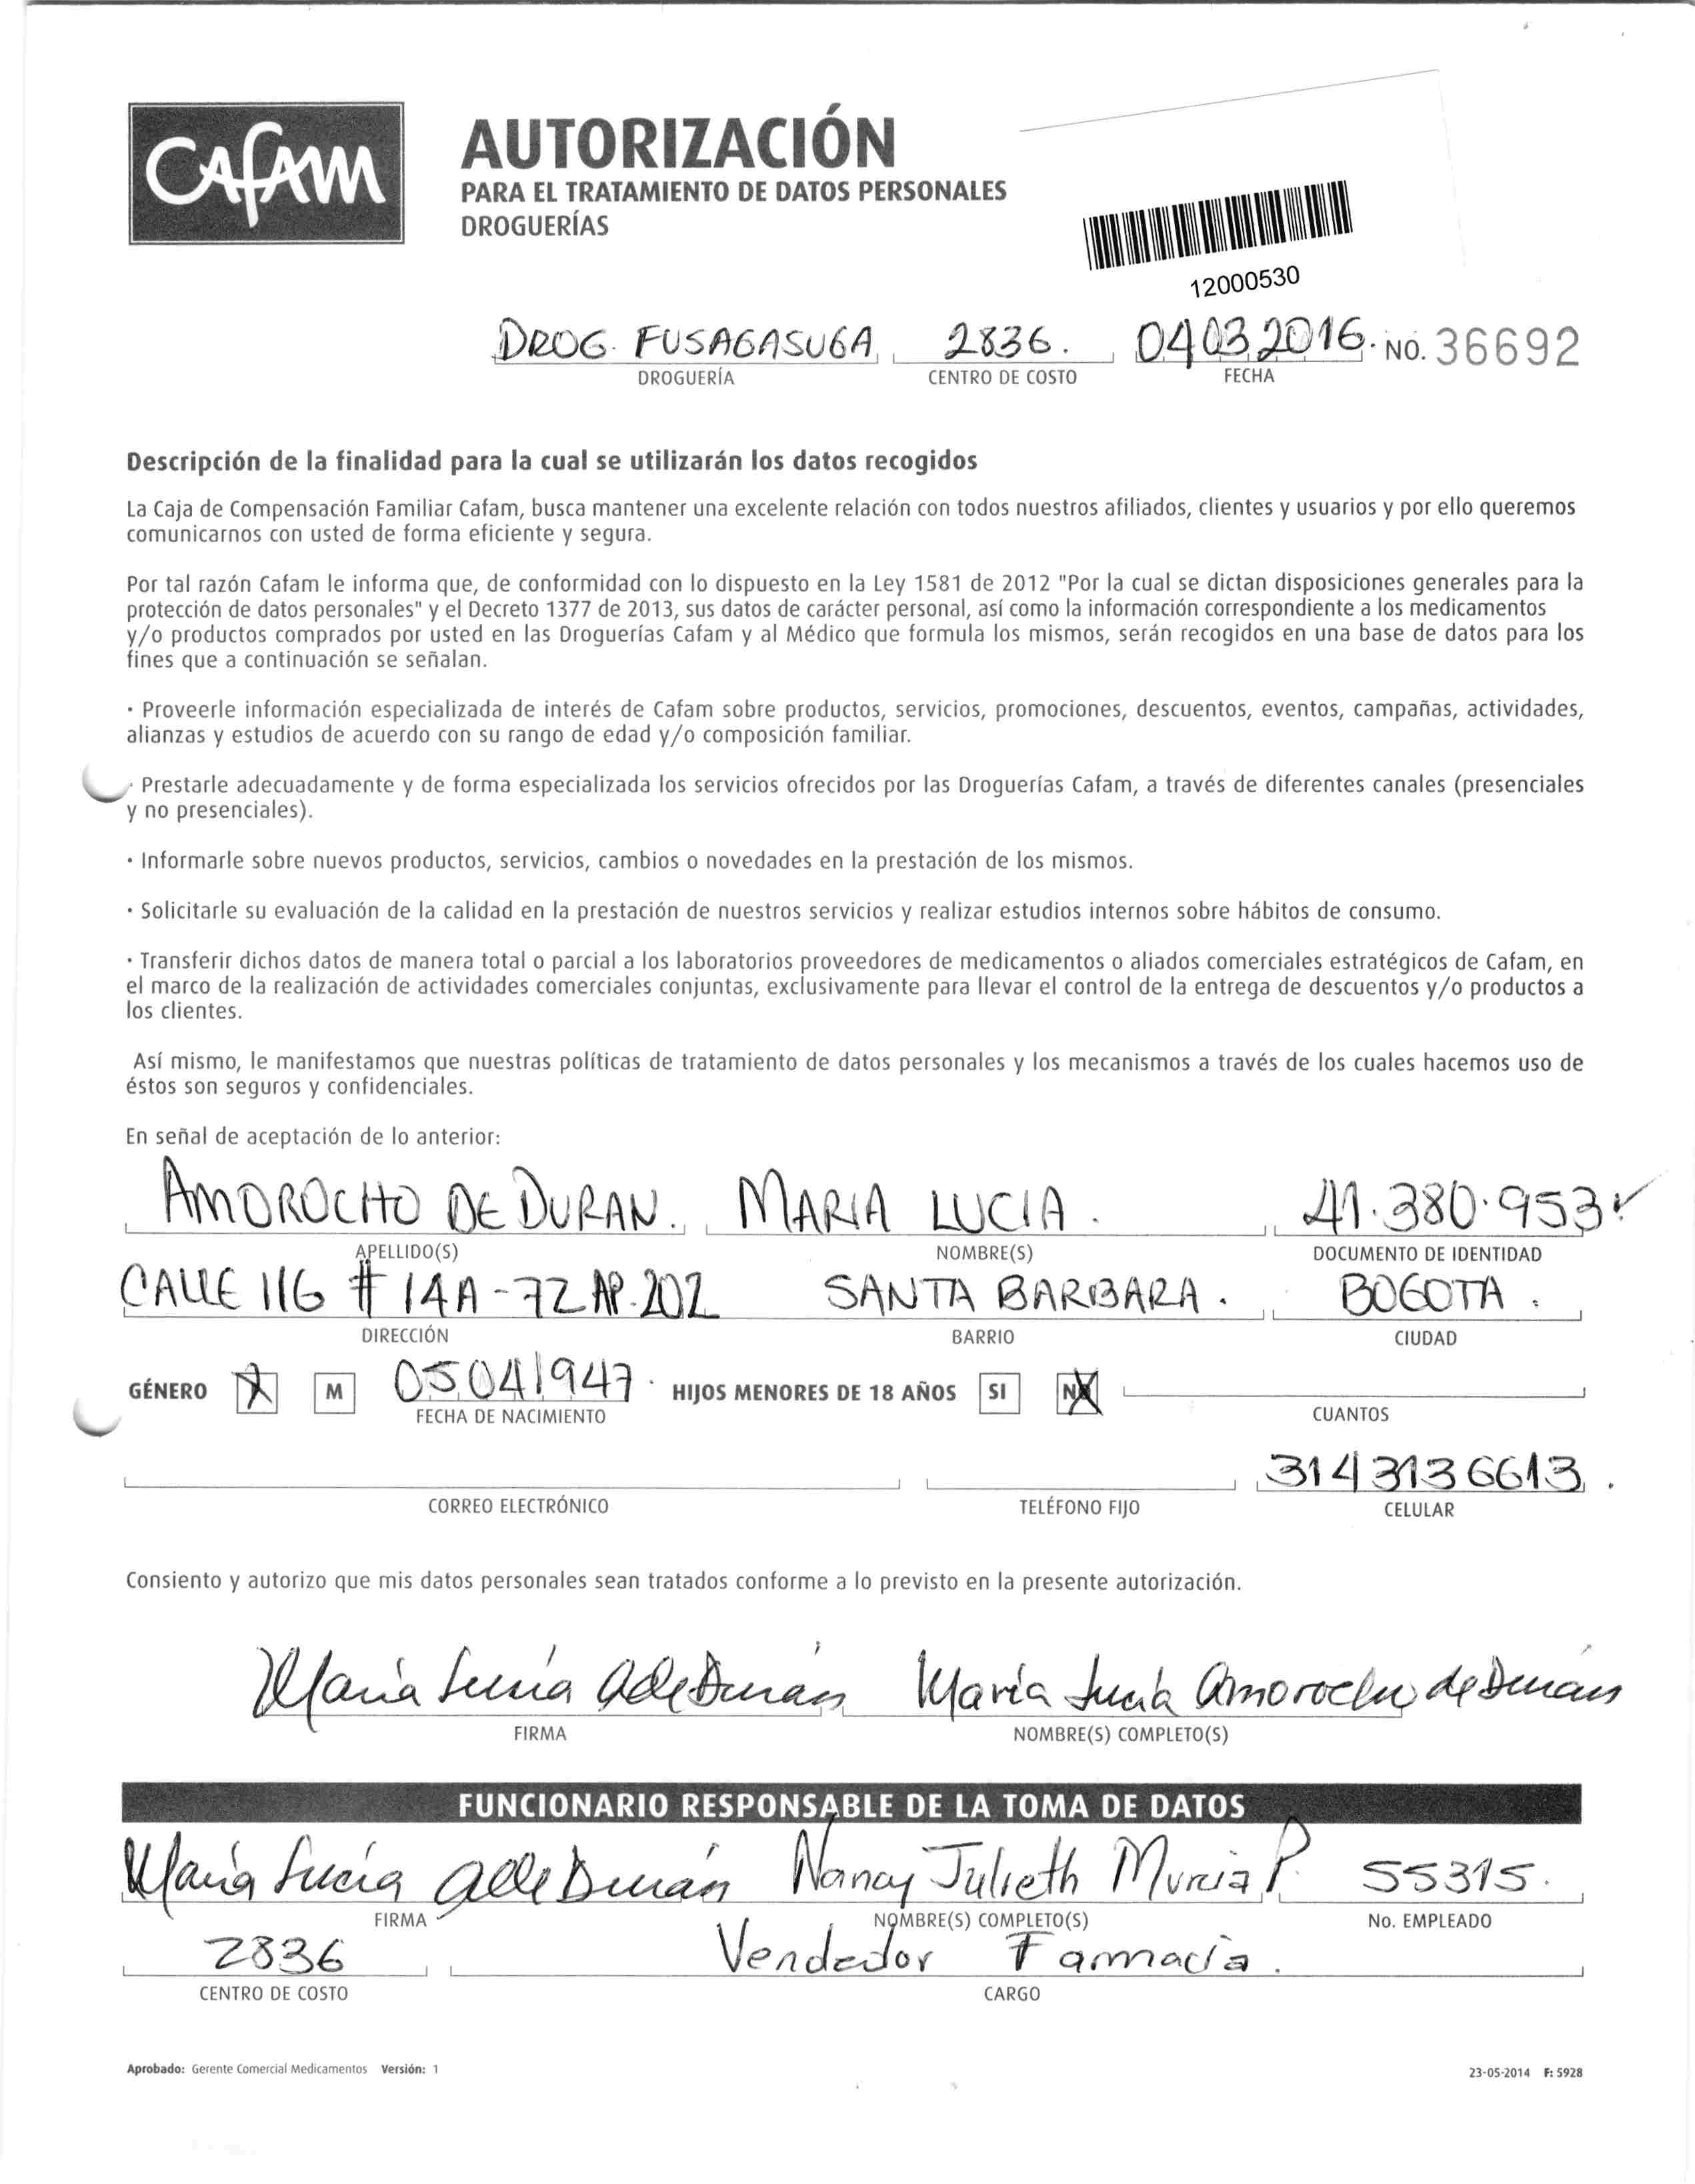 Cafam
AUTORIZACIÓN
PARA EL TRATAMIENTO DE DATOS PERSONALES
DROGUERÍAS
12000530
DROG. FUSAGASUGA 2836. 04 03 2016. NO. 36692
DROGUERÍA CENTRO DE COSTO FECHA
Descripción de la finalidad para la cual se utilizarán los datos recogidos
La Caja de Compensación Familiar Cafam, busca mantener una excelente relación con todos nuestros afiliados, clientes y usuarios y por ello queremos
comunicarnos con usted de forma eficiente y segura.
Por tal razón Cafam le informa que, de conformidad con lo dispuesto en la Ley 1581 de 2012 "Por la cual se dictan disposiciones generales para la
protección de datos personales" y el Decreto 1377 de 2013, sus datos de carácter personal, así como la información correspondiente a los medicamentos
y/o productos comprados por usted en las Droguerías Cafam y al Médico que formula los mismos, serán recogidos en una base de datos para los
fines que a continuación se señalan.
· Proveerle información especializada de interés de Cafam sobre productos, servicios, promociones, descuentos, eventos, campañas, actividades,
alianzas y estudios de acuerdo con su rango de edad y/o composición familiar.
· Prestarle adecuadamente y de forma especializada los servicios ofrecidos por las Droguerías Cafam, a través de diferentes canales (presenciales
y no presenciales).
· Informarle sobre nuevos productos, servicios, cambios o novedades en la prestación de los mismos.
· Solicitarle su evaluación de la calidad en la prestación de nuestros servicios y realizar estudios internos sobre hábitos de consumo.
· Transferir dichos datos de manera total o parcial a los laboratorios proveedores de medicamentos o aliados comerciales estratégicos de Cafam, en
el marco de la realización de actividades comerciales conjuntas, exclusivamente para llevar el control de la entrega de descuentos y/o productos a
los clientes.
Así mismo, le manifestamos que nuestras políticas de tratamiento de datos personales y los mecanismos a través de los cuales hacemos uso de
éstos son seguros y confidenciales.
En señal de aceptación de lo anterior:
AMOROCHO DE DURAN. MARIA LUCIA. 41.380.953
APELLIDO(S) NOMBRE(S) DOCUMENTO DE IDENTIDAD
CALLE 116 # 14A-72 AP. 202 SANTA BARBARA. BOGOTA.
DIRECCIÓN BARRIO CIUDAD
GÉNERO X M 05 04 1947. HIJOS MENORES DE 18 AÑOS SI NO
FECHA DE NACIMIENTO CUANTOS
3143136613.
CORREO ELECTRÓNICO TELÉFONO FIJO CELULAR
Consiento y autorizo que mis datos personales sean tratados conforme a lo previsto en la presente autorización.
María Lucía A de Durán María Lucía Amorocho de Durán
FIRMA NOMBRE(S) COMPLETO(S)
FUNCIONARIO RESPONSABLE DE LA TOMA DE DATOS
María Lucía A de Durán Nancy Julieth Murcia P. 55315.
FIRMA NOMBRE(S) COMPLETO(S) No. EMPLEADO
2836 Vendedor Farmacia.
CENTRO DE COSTO CARGO
Aprobado: Gerente Comercial Medicamentos Versión: 1 23-05-2014 F: 5928